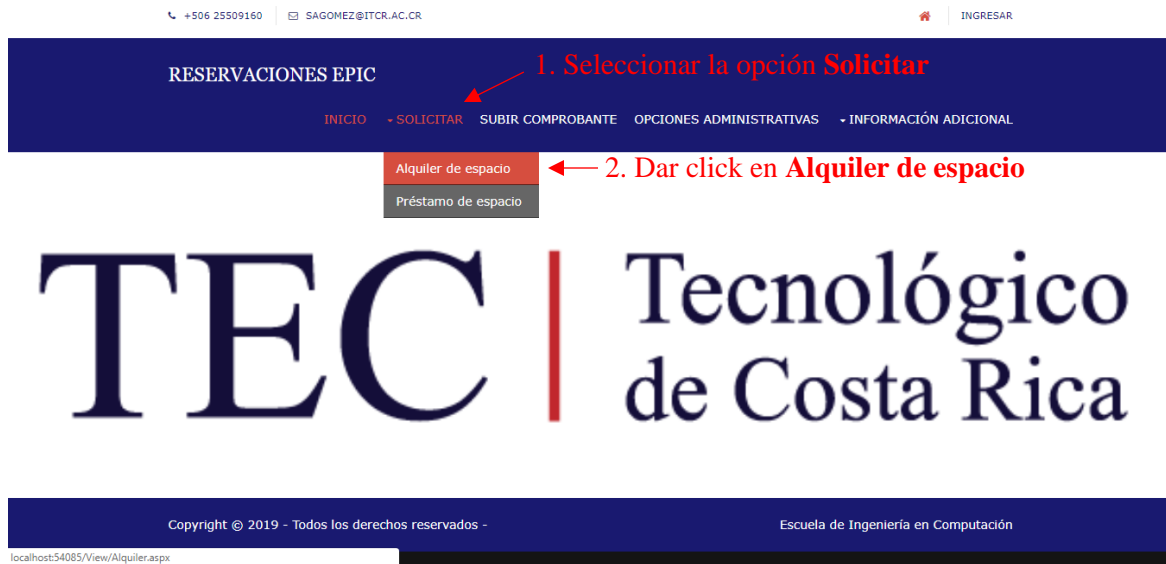 +506 25509160 SAGOMEZ@ITCR.AC.CR INGRESAR
1. Seleccionar la opción Solicitar
RESERVACIONES EPIC
INICIO SOLICITAR SUBIR COMPROBANTE OPCIONES ADMINISTRATIVAS INFORMACIÓN ADICIONAL
Alquiler de espacio
2. Dar click en Alquiler de espacio
Préstamo de espacio
TEC Tecnológico
de Costa Rica
Copyright © 2019 - Todos los derechos reservados - Escuela de Ingeniería en Computación
localhost:54085/View/Alquiler.aspx